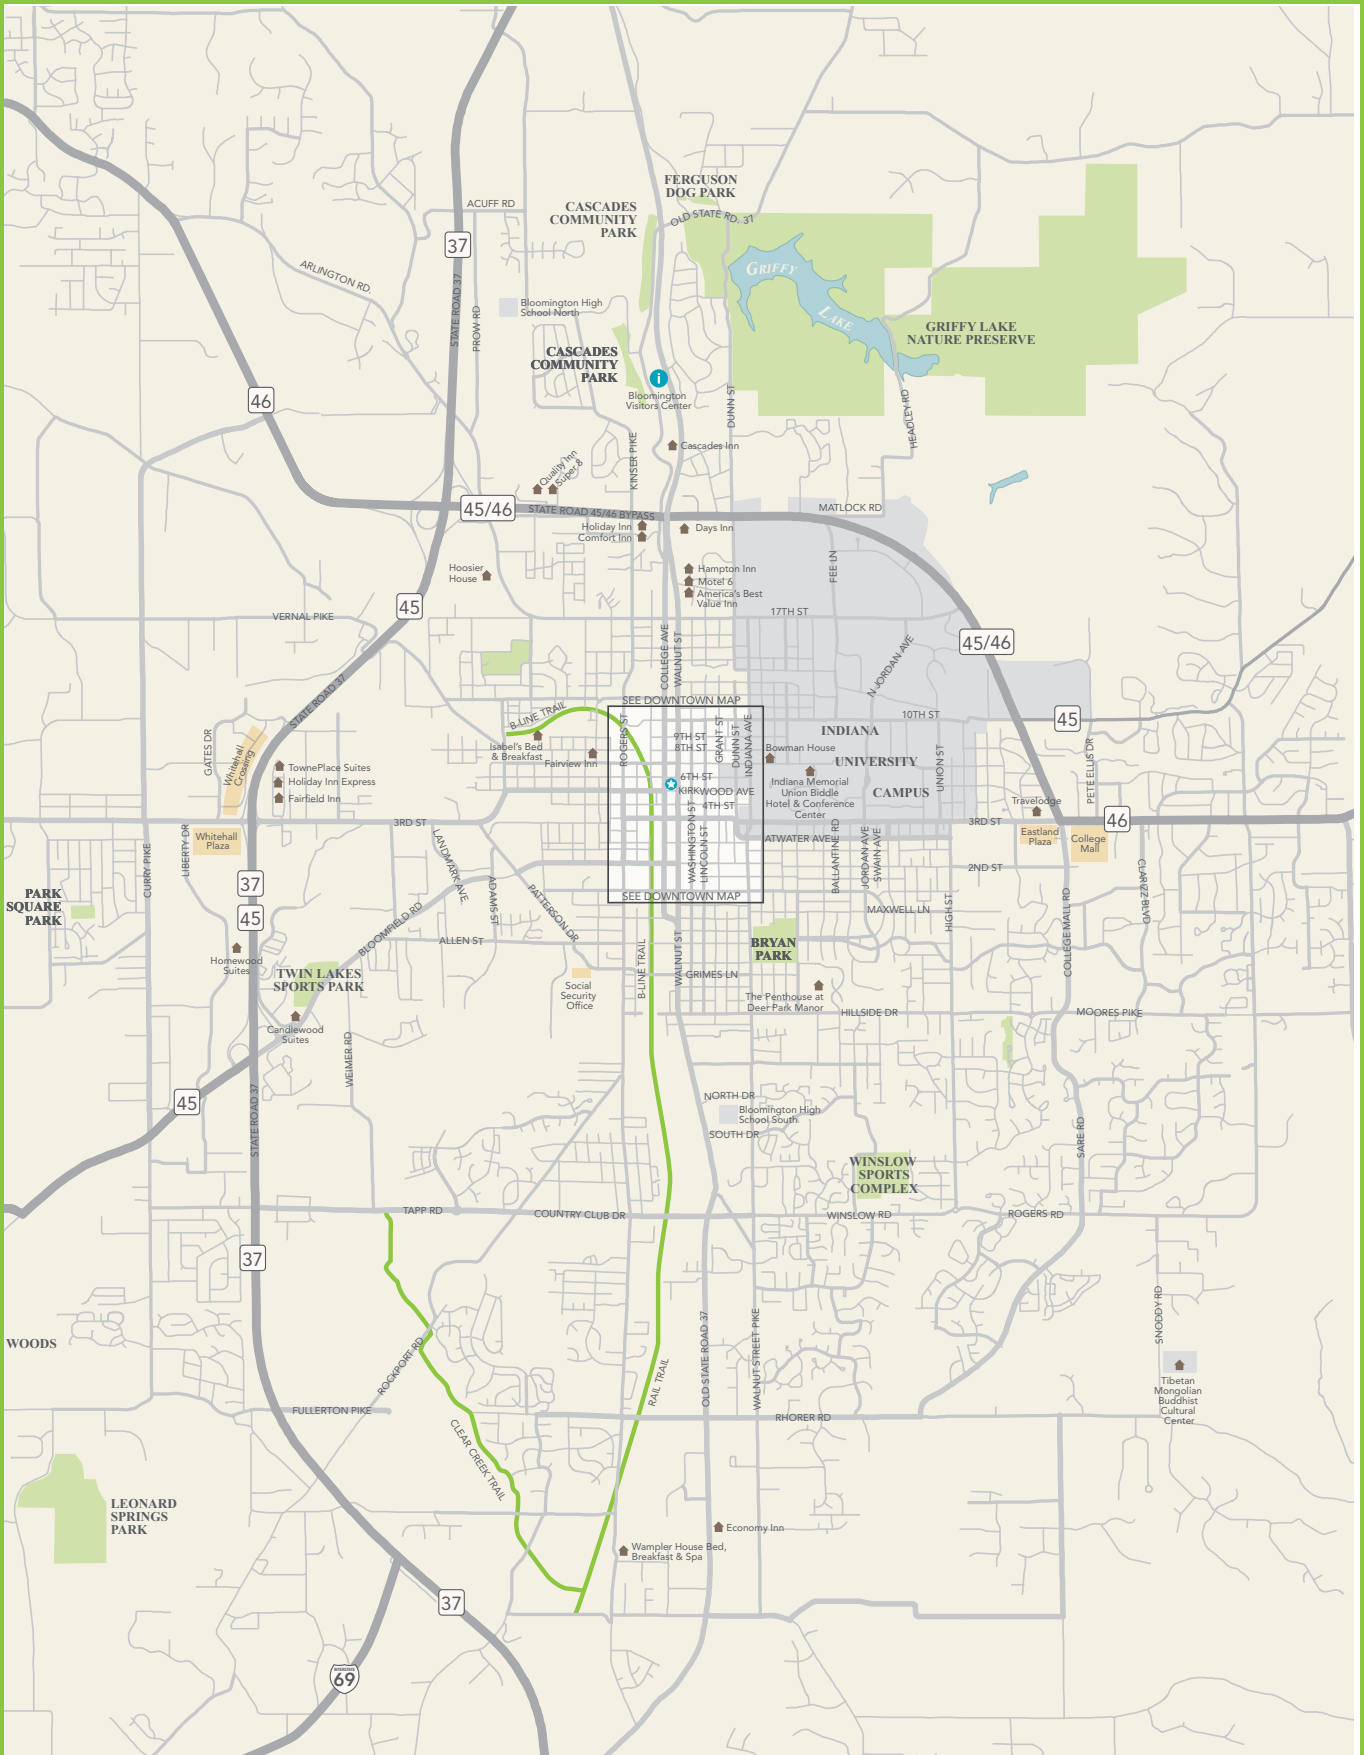 FERGUSON
DOG PARK
CASCADES
COMMUNITY
PARK
OLD STATE RD. 37
ACUFF RD
37
ARLINGTON RD.
STATE ROAD 37
PROW RD
Bloomington High
School North
GRIFFY
LAKE
GRIFFY LAKE
NATURE PRESERVE
CASCADES
COMMUNITY
PARK
i
Bloomington
Visitors Center
DUNN ST
HEADLEY RD
46
KINSER PIKE
Cascades Inn
Quality Inn
Super 8
45/46
STATE ROAD 45/46 BYPASS
MATLOCK RD
Holiday Inn
Comfort Inn
Days Inn
Hoosier
House
Hampton Inn
Motel 6
America's Best
Value Inn
FEE LN
45
VERNAL PIKE
17TH ST
COLLEGE AVE
WALNUT ST
N JORDAN AVE
45/46
STATE ROAD 37
SEE DOWNTOWN MAP
B-LINE TRAIL
10TH ST
45
GATES DR
Whitehall
Crossing
Isabel's Bed
& Breakfast
Fairview Inn
ROGERS ST
9TH ST
8TH ST
GRANT ST
DUNN ST
INDIANA AVE
Bowman House
INDIANA
UNIVERSITY
CAMPUS
UNION ST
PETE ELLIS DR
TownePlace Suites
Holiday Inn Express
Fairfield Inn
6TH ST
KIRKWOOD AVE
4TH ST
Indiana Memorial
Union Biddle
Hotel & Conference
Center
Travelodge
46
3RD ST
3RD ST
Whitehall
Plaza
LIBERTY DR
CURRY PIKE
LANDMARK AVE
WASHINGTON ST
LINCOLN ST
ATWATER AVE
BALLANTINE RD
JORDAN AVE
SWAIN AVE
Eastland
Plaza
College
Mall
2ND ST
37
PARK
SQUARE
PARK
45
ADAMS ST
PATTERSON DR
SEE DOWNTOWN MAP
MAXWELL LN
HIGH ST
COLLEGE MALL RD
CLARIZZ BLVD
BLOOMFIELD RD
ALLEN ST
B-LINE TRAIL
WALNUT ST
BRYAN
PARK
Homewood
Suites
TWIN LAKES
SPORTS PARK
Social
Security
Office
GRIMES LN
The Penthouse at
Deer Park Manor
HILLSIDE DR
MOORES PIKE
Candlewood
Suites
WEIMER RD
45
STATE ROAD 37
NORTH DR
Bloomington High
School South
SOUTH DR
SARE RD
WINSLOW
SPORTS
COMPLEX
TAPP RD
COUNTRY CLUB DR
WINSLOW RD
ROGERS RD
37
WOODS
ROCKPORT RD
OLD STATE ROAD 37
WALNUT STREET PIKE
SNODDY RD
RAIL TRAIL
Tibetan
Mongolian
Buddhist
Cultural
Center
FULLERTON PIKE
RHORER RD
CLEAR CREEK TRAIL
LEONARD
SPRINGS
PARK
Economy Inn
Wampler House Bed,
Breakfast & Spa
37
INTERSTATE
69